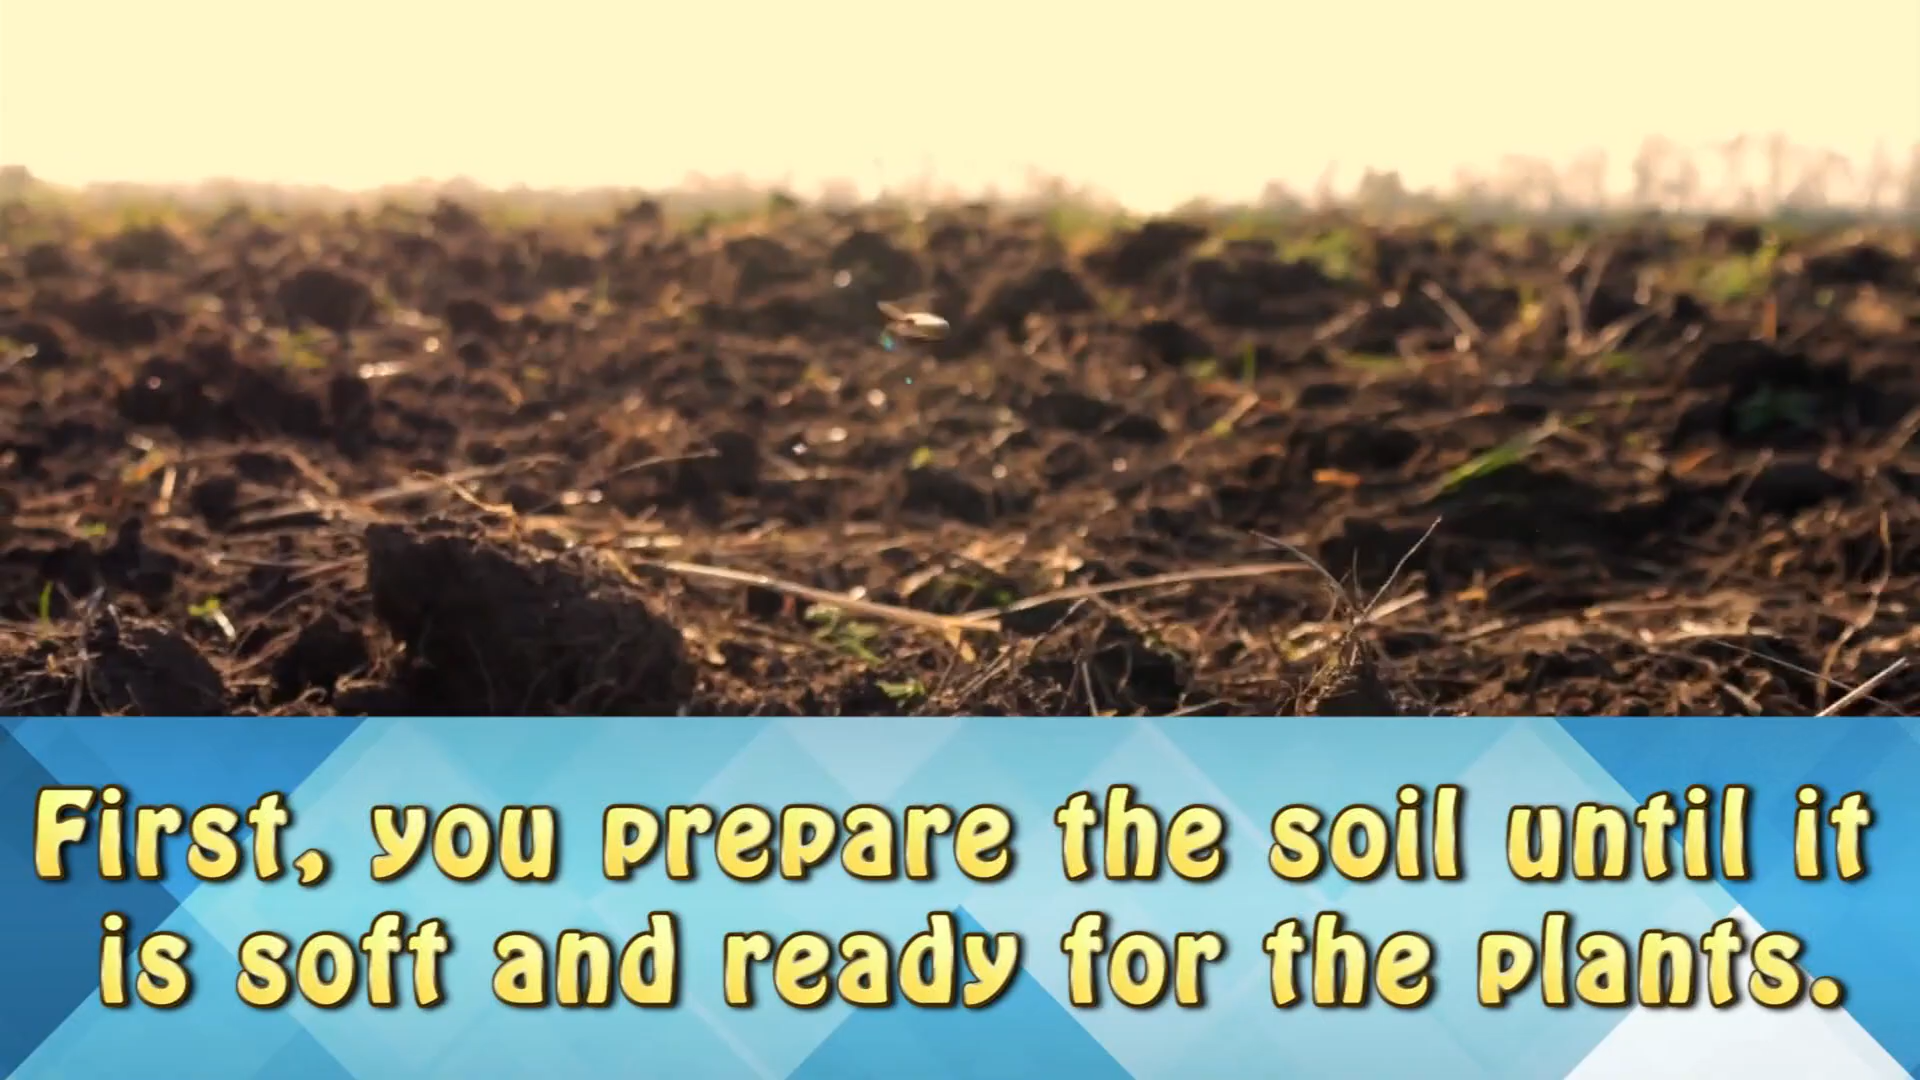 First, you prepare the soil until it
is soft and ready for the plants.